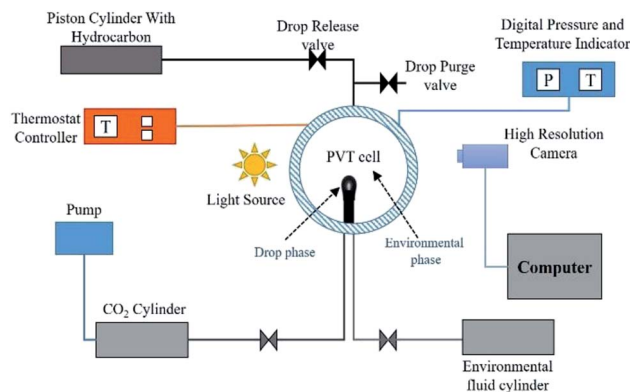 Piston Cylinder With
Hydrocarbon
Drop Release
valve
Digital Pressure and
Temperature Indicator
Drop Purge
valve
P
T
Thermostat
Controller
T
High Resolution
Camera
PVT cell
Light Source
Pump
Drop phase
Environmental
phase
Computer
CO₂ Cylinder
Environmental
fluid cylinder